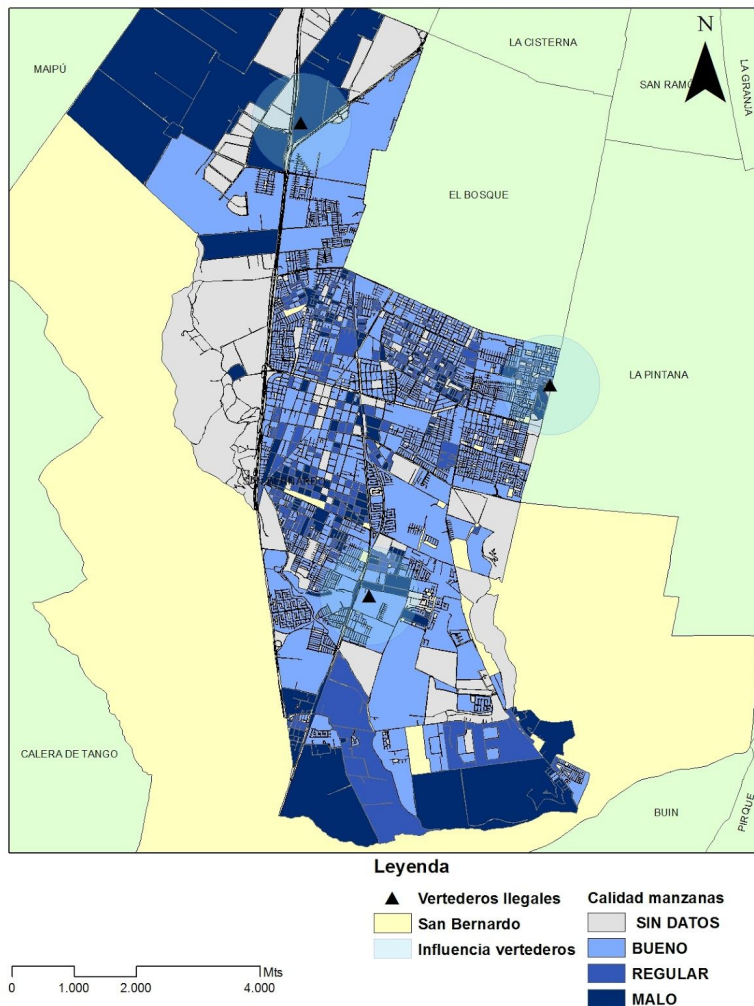 LA CISTERNA
N
MAIPÚ
SAN RAMÓ
LA GRANJA
EL BOSQUE
LA PINTANA
CALERA DE TANGO
BUIN
PIRQUE
Leyenda
Vertederos Ilegales
San Bernardo
Influencia vertederos
Calidad manzanas
SIN DATOS
BUENO
REGULAR
MALO
Mts
0 1.000 2.000 4.000